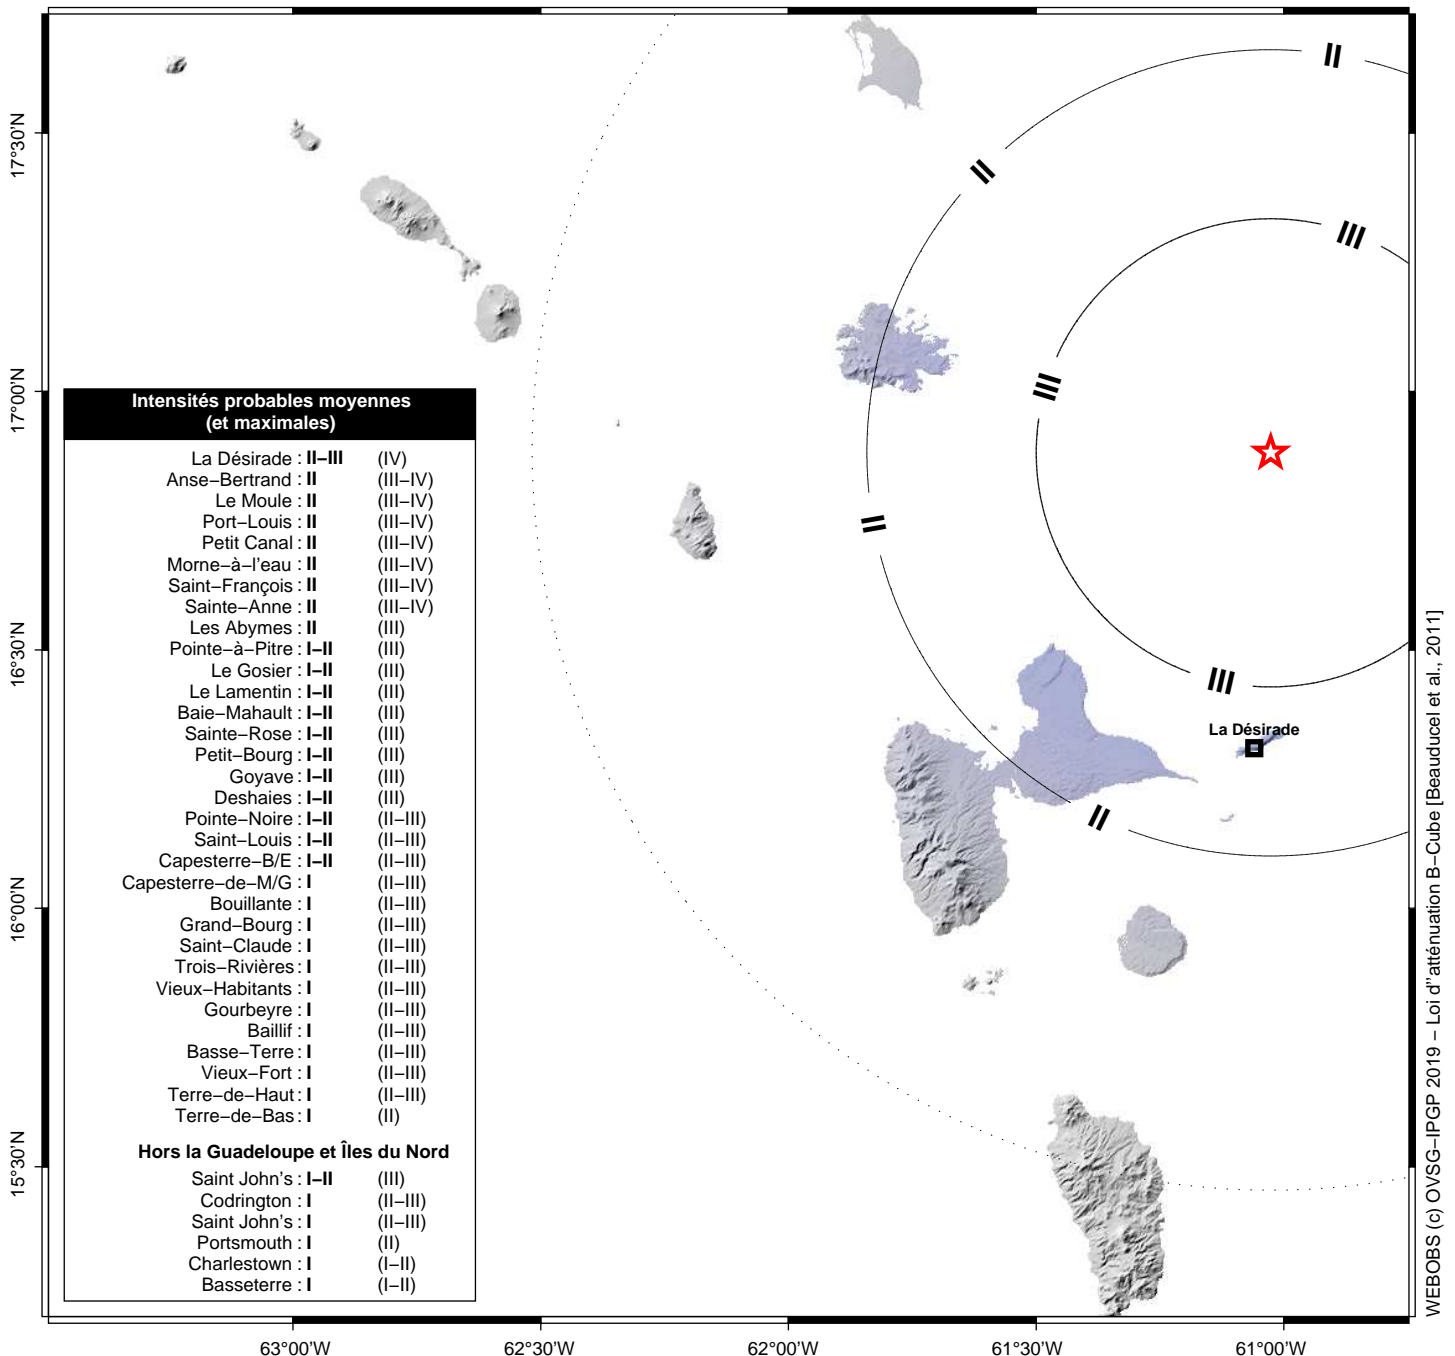 17°30'N
17°00'N
16°30'N
16°00'N
15°30'N
63°00'W
62°30'W
62°00'W
61°30'W
61°00'W
II
II
III
III
II
III
II
La Désirade
Intensités probables moyennes
(et maximales)
La Désirade : II–III (IV)
Anse–Bertrand : II (III–IV)
Le Moule : II (III–IV)
Port–Louis : II (III–IV)
Petit Canal : II (III–IV)
Morne–à–l'eau : II (III–IV)
Saint–François : II (III–IV)
Sainte–Anne : II (III–IV)
Les Abymes : II (III)
Pointe–à–Pitre : I–II (III)
Le Gosier : I–II (III)
Le Lamentin : I–II (III)
Baie–Mahault : I–II (III)
Sainte–Rose : I–II (III)
Petit–Bourg : I–II (III)
Goyave : I–II (III)
Deshaies : I–II (III)
Pointe–Noire : I–II (II–III)
Saint–Louis : I–II (II–III)
Capesterre–B/E : I–II (II–III)
Capesterre–de–M/G : I (II–III)
Bouillante : I (II–III)
Grand–Bourg : I (II–III)
Saint–Claude : I (II–III)
Trois–Rivières : I (II–III)
Vieux–Habitants : I (II–III)
Gourbeyre : I (II–III)
Baillif : I (II–III)
Basse–Terre : I (II–III)
Vieux–Fort : I (II–III)
Terre–de–Haut : I (II–III)
Terre–de–Bas : I (II)
Hors la Guadeloupe et Îles du Nord
Saint John's : I–II (III)
Codrington : I (II–III)
Saint John's : I (II–III)
Portsmouth : I (II)
Charlestown : I (I–II)
Basseterre : I (I–II)
WEBOBS (c) OVSG–IPGP 2019 – Loi d''atténuation B–Cube [Beauducel et al., 2011]